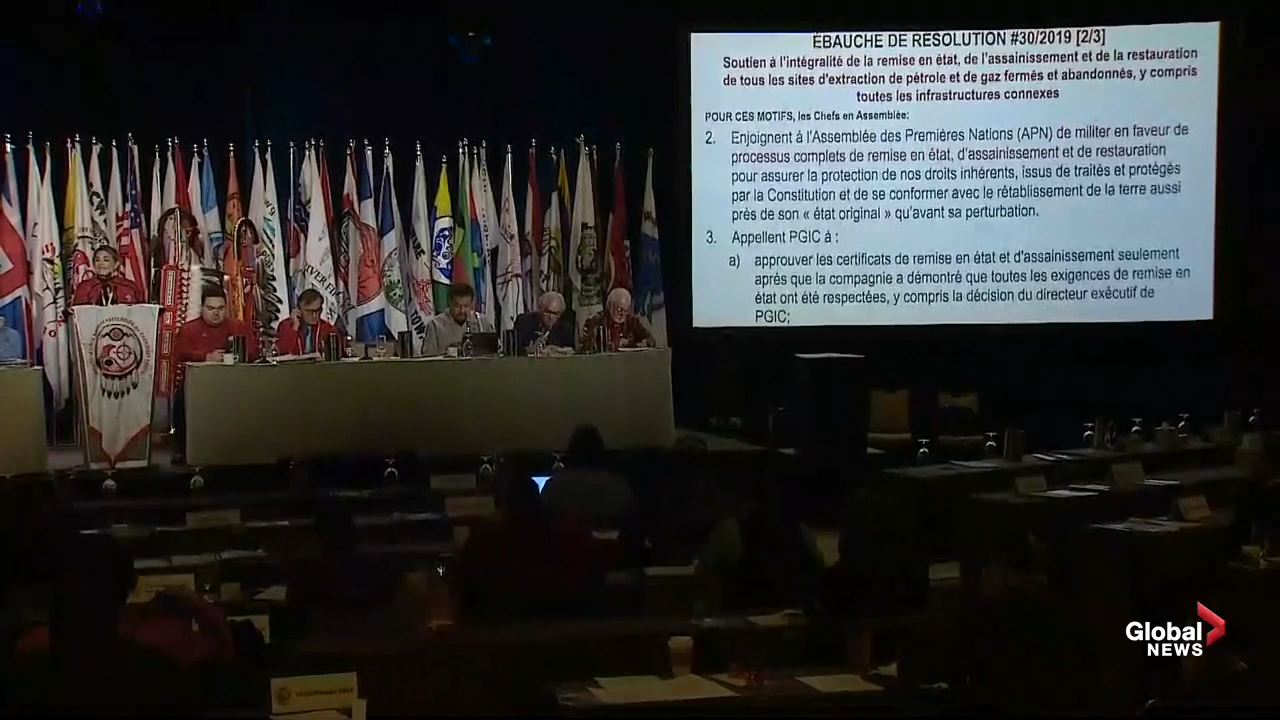 ÉBAUCHE DE RÉSOLUTION #30/2019 [2/3]
Soutien à l'intégralité de la remise en état, de l'assainissement et de la restauration
de tous les sites d'extraction de pétrole et de gaz fermés et abandonnés, y compris
toutes les infrastructures connexes
POUR CES MOTIFS, les Chefs en Assemblée:
2. Enjoignent à l'Assemblée des Premières Nations (APN) de militer en faveur de
processus complets de remise en état, d'assainissement et de restauration
pour assurer la protection de nos droits inhérents, issus de traités et protégés
par la Constitution et de se conformer avec le rétablissement de la terre aussi
près de son « état original » qu'avant sa perturbation.
3. Appellent PGIC à :
a) approuver les certificats de remise en état et d'assainissement seulement
après que la compagnie a démontré que toutes les exigences de remise en
état ont été respectées, y compris la décision du directeur exécutif de
PGIC;
Global
NEWS